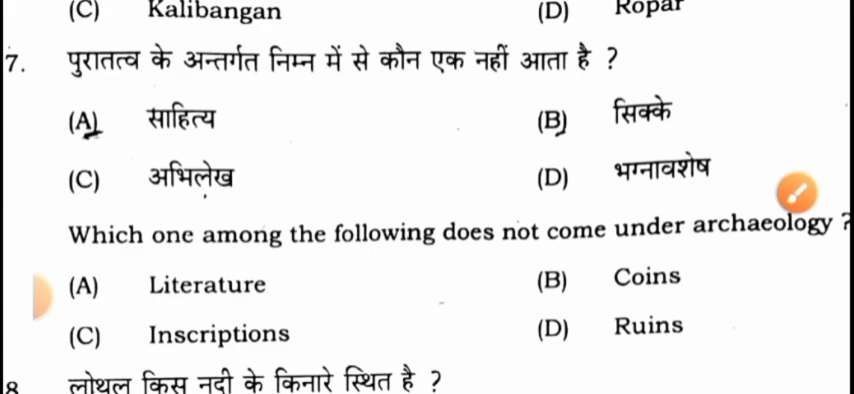 (C) Kalibangan (D) Ropar
7. पुरातत्व के अन्तर्गत निम्न में से कौन एक नहीं आता है ?
(A) साहित्य (B) सिक्के
(C) अभिलेख (D) भग्नावशेष
Which one among the following does not come under archaeology ?
(A) Literature (B) Coins
(C) Inscriptions (D) Ruins
8 लोथल किस नदी के किनारे स्थित है ?